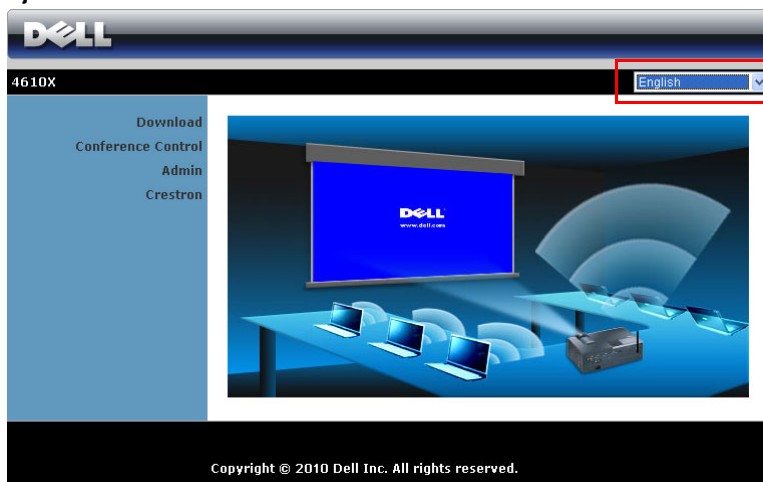 DELL
4610X
English
Download
Conference Control
Admin
Crestron
DELL
www.dell.com
Copyright © 2010 Dell Inc. All rights reserved.